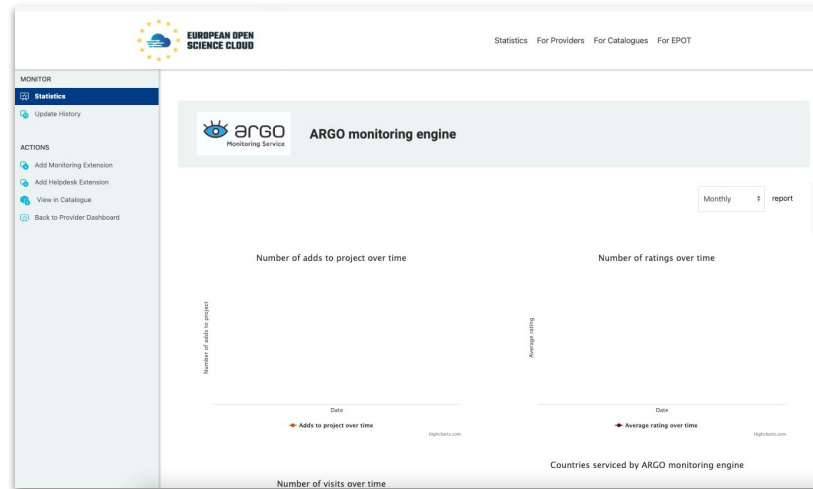 EUROPEAN OPEN
SCIENCE CLOUD
Statistics For Providers For Catalogues For EPOT
MONITOR
Statistics
Update History
ACTIONS
Add Monitoring Extension
Add Helpdesk Extension
View in Catalogue
Back to Provider Dashboard
argo
Monitoring Service
ARGO monitoring engine
Monthly report
Number of adds to project over time
Number of adds to project
Date
Adds to project over time
Highcharts.com
Number of ratings over time
Average rating
Date
Average rating over time
Highcharts.com
Number of visits over time
Countries serviced by ARGO monitoring engine